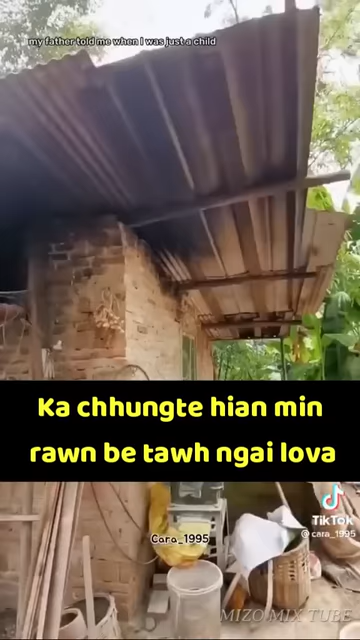 my father told me when I was just a child
Ka chhungte hian min
rawn be tawh ngai lova
TikTok
@cara_1995
Cara_1995
MIZO MIX TUBE